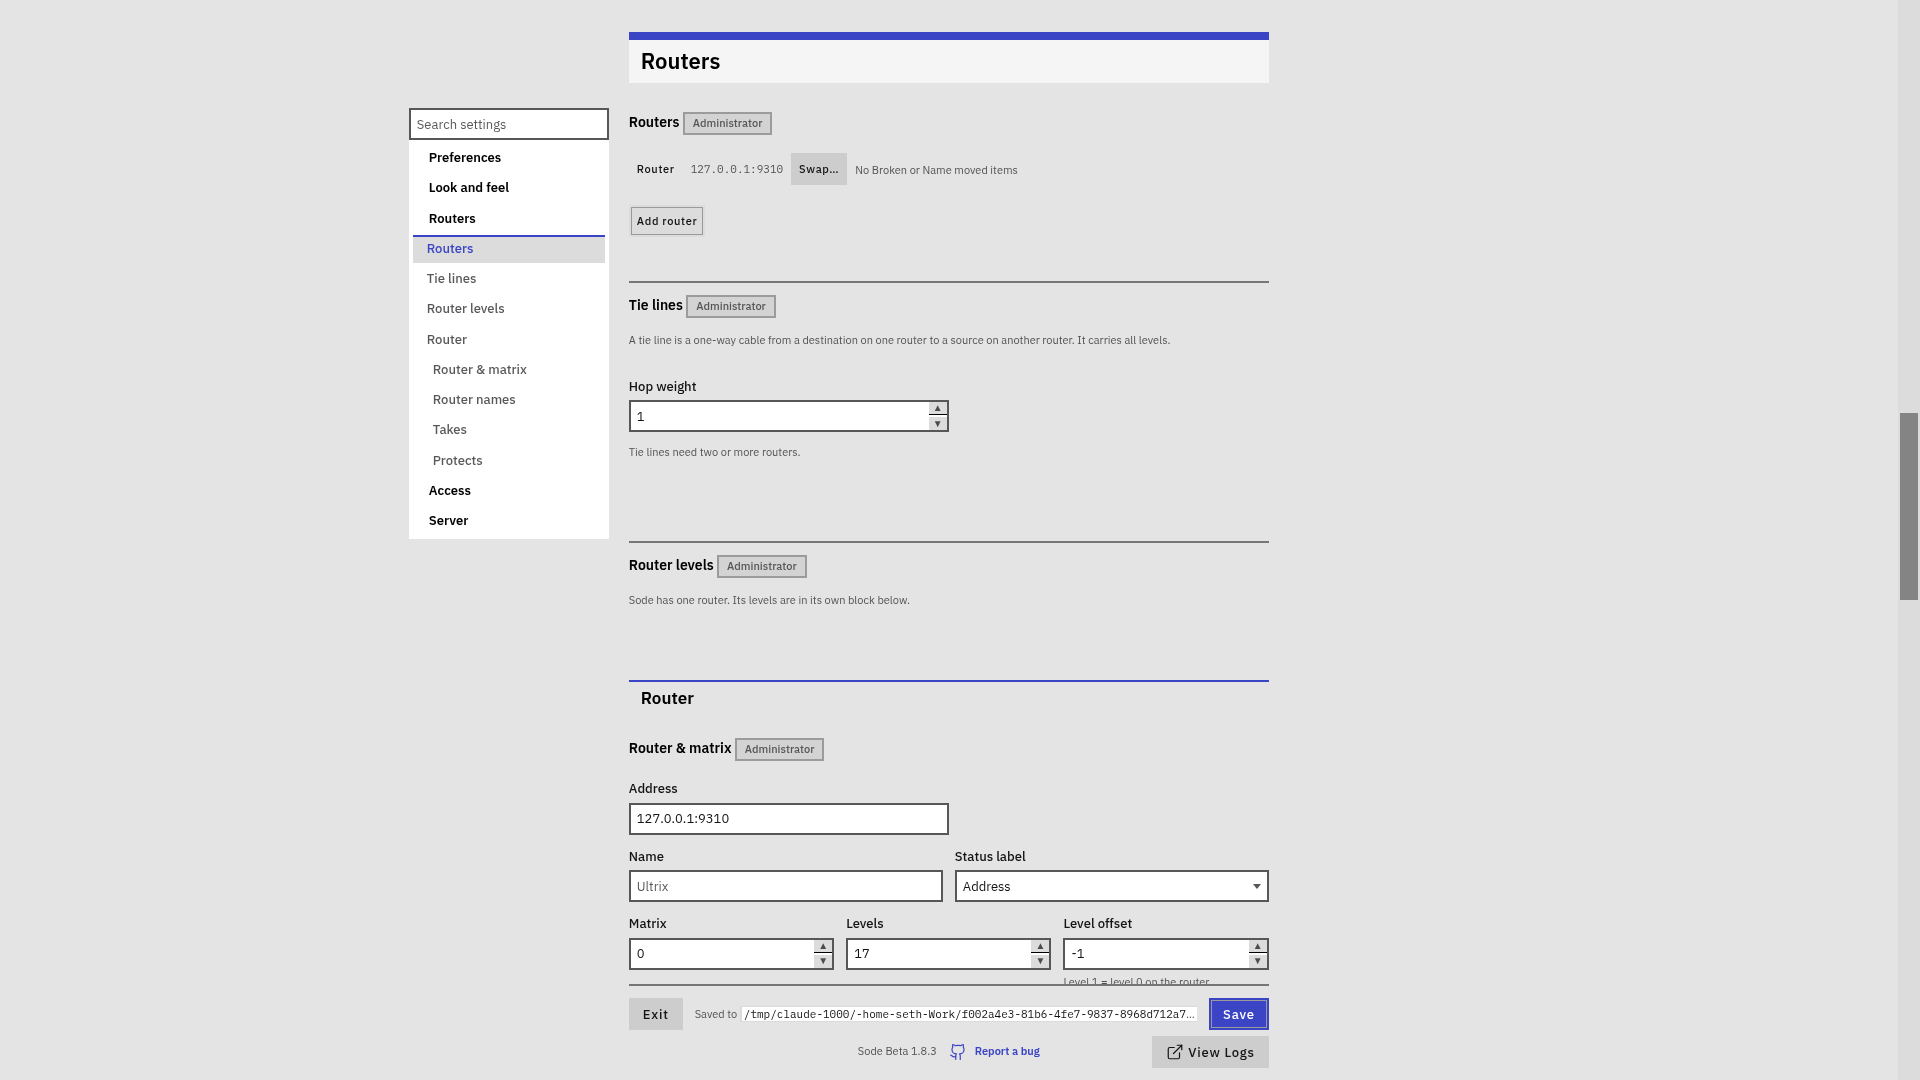 Routers
Search settings
Preferences
Look and feel
Routers
Routers
Tie lines
Router levels
Router
Router & matrix
Router names
Takes
Protects
Access
Server
Routers Administrator
Router 127.0.0.1:9310 Swap... No Broken or Name moved items
Add router
Tie lines Administrator
A tie line is a one-way cable from a destination on one router to a source on another router. It carries all levels.
Hop weight
1
Tie lines need two or more routers.
Router levels Administrator
Sode has one router. Its levels are in its own block below.
Router
Router & matrix Administrator
Address
127.0.0.1:9310
Name Status label
Ultrix Address
Matrix Levels Level offset
0 17 -1
Level 1 = level 0 on the router
Exit Saved to /tmp/claude-1000/-home-seth-Work/f002a4e3-81b6-4fe7-9837-8968d712a7... Save
Sode Beta 1.8.3 Report a bug View Logs